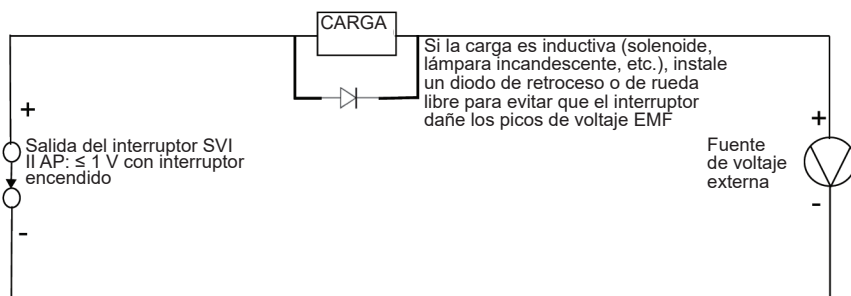 CARGA
Si la carga es inductiva (solenoide,
lámpara incandescente, etc.), instale
un diodo de retroceso o de rueda
libre para evitar que el interruptor
dañe los picos de voltaje EMF
+
Salida del interruptor SVI
II AP: ≤ 1 V con interruptor
encendido
-
+
Fuente
de voltaje
externa
-